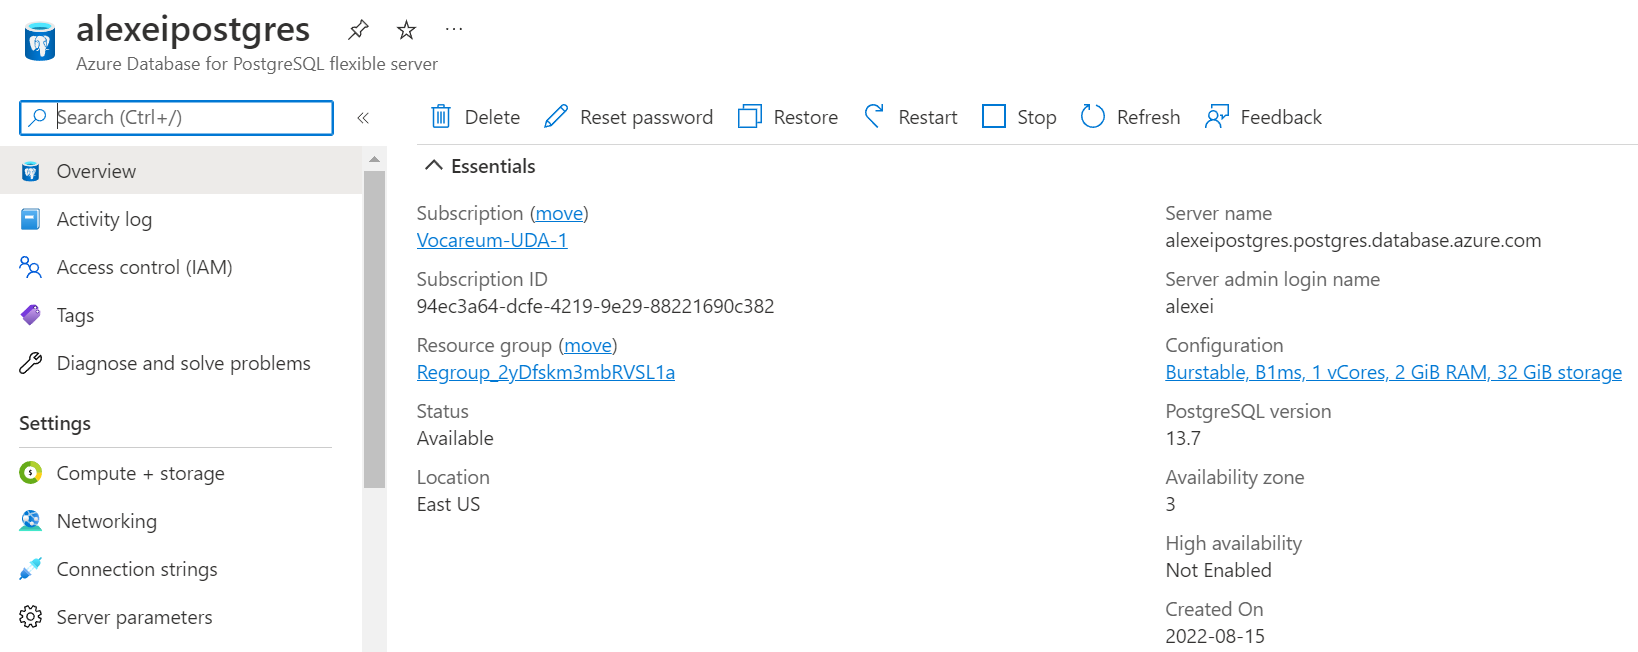 alexeipostgres
Azure Database for PostgreSQL flexible server
Search (Ctrl+/)
«
Delete
Reset password
Restore
Restart
Stop
Refresh
Feedback
Overview
Activity log
Access control (IAM)
Tags
Diagnose and solve problems
Settings
Compute + storage
Networking
Connection strings
Server parameters
Essentials
Subscription (move)
Vocareum-UDA-1
Subscription ID
94ec3a64-dcfe-4219-9e29-88221690c382
Resource group (move)
Regroup_2yDfskm3mbRVSL1a
Status
Available
Location
East US
Server name
alexeipostgres.postgres.database.azure.com
Server admin login name
alexei
Configuration
Burstable, B1ms, 1 vCores, 2 GiB RAM, 32 GiB storage
PostgreSQL version
13.7
Availability zone
3
High availability
Not Enabled
Created On
2022-08-15